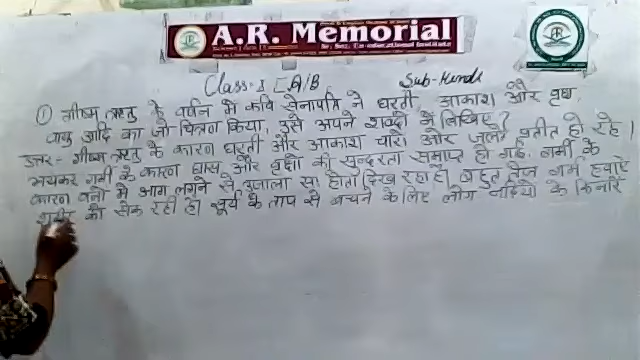 A.R. Memorial
Class-8 [A/B Sub-Hindi
① ग्रीष्म ऋतु के वर्णन में कवि सेनापति ने धरती, आकाश और वृक्ष,
वायु आदि का जो चित्रण किया, उसे अपने शब्दों में लिखिए?
उत्तर- ग्रीष्म ऋतु के कारण धरती और आकाश चारों ओर जलते प्रतीत हो रहे।
भयंकर गर्मी के कारण घास और वृक्षों की सुन्दरता समाप्त हो गई, गर्मी के
कारण वनों में आग लगने से उजाला सा होता दिख रहा है। बहुत तेज गर्म हवाएँ
शरीर को सेंक रही है। सूर्य के ताप से बचने के लिए लोग नदियों के किनारे